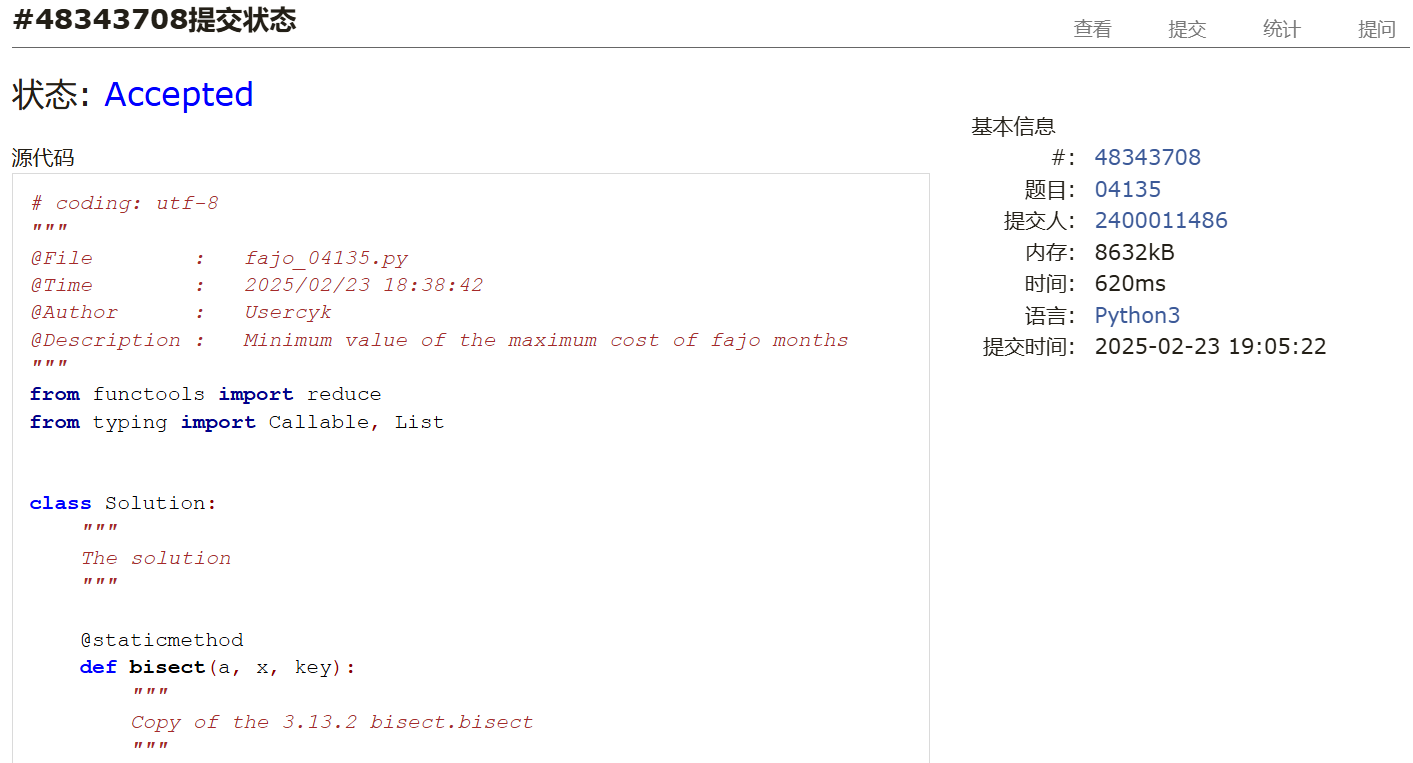 #48343708提交状态
查看 提交 统计 提问
状态: Accepted
源代码
# coding: utf-8
"""
@File : fajo_04135.py
@Time : 2025/02/23 18:38:42
@Author : Usercyk
@Description : Minimum value of the maximum cost of fajo months
"""
from functools import reduce
from typing import Callable, List
class Solution:
"""
The solution
"""
@staticmethod
def bisect(a, x, key):
"""
Copy of the 3.13.2 bisect.bisect
"""
基本信息
#: 48343708
题目: 04135
提交人: 2400011486
内存: 8632kB
时间: 620ms
语言: Python3
提交时间: 2025-02-23 19:05:22